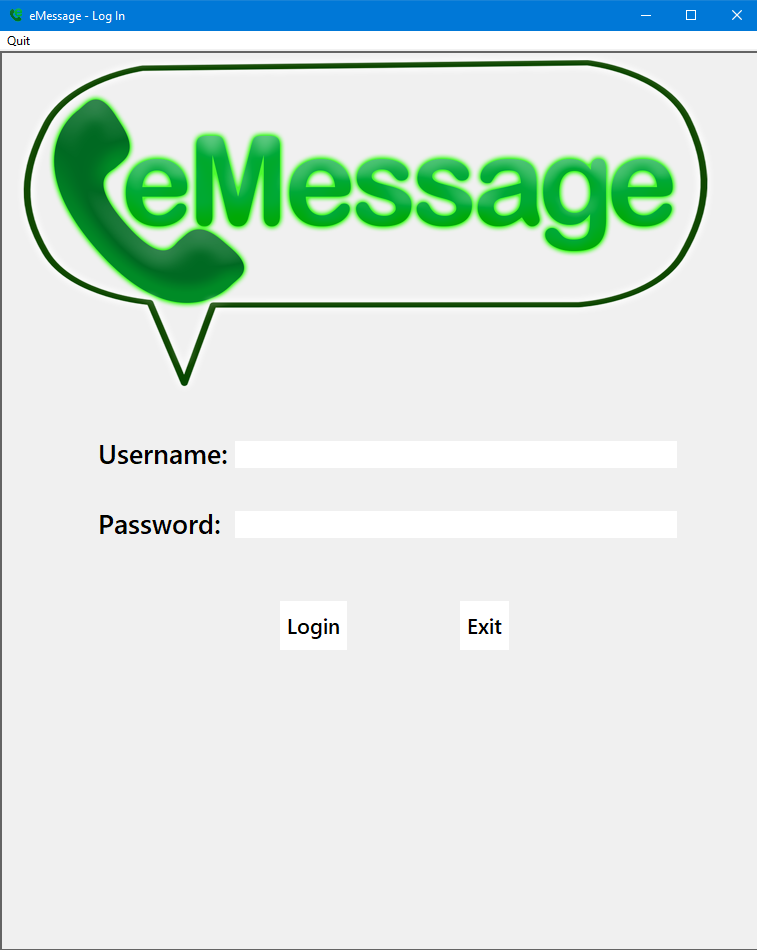 eMessage - Log In
Quit
eMessage
Username:
Password:
Login Exit